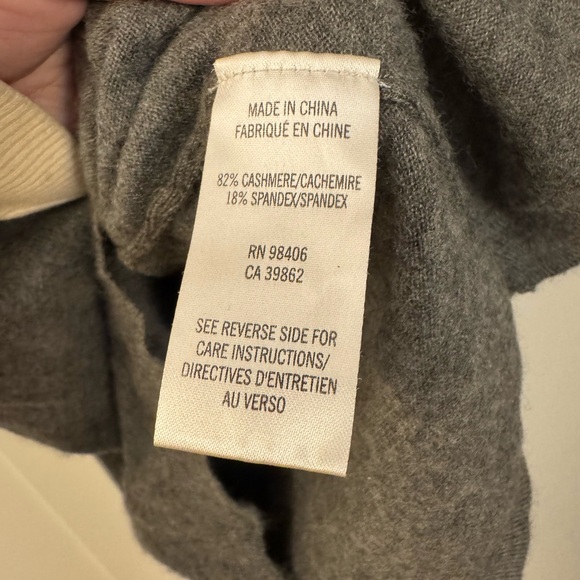 MADE IN CHINA
FABRIQUÉ EN CHINE
82% CASHMERE/CACHEMIRE
18% SPANDEX/SPANDEX
RN 98406
CA 39862
SEE REVERSE SIDE FOR
CARE INSTRUCTIONS/
DIRECTIVES D'ENTRETIEN
AU VERSO